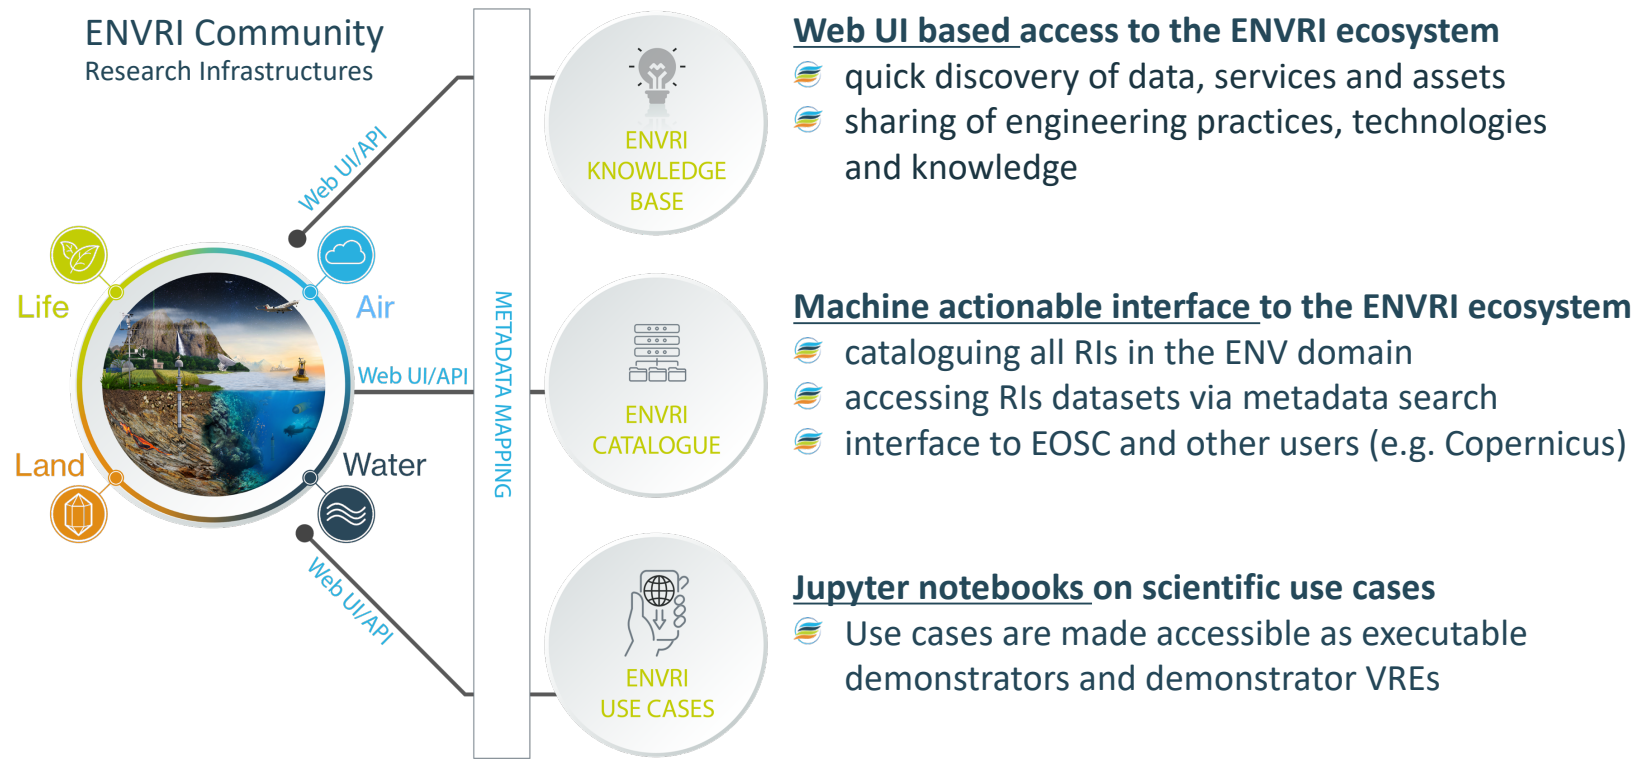 ENVRI Community
Research Infrastructures
Web UI/API
Life
Air
Web UI/API
Land
Water
Web UI/API
METADATA MAPPING
ENVRI
KNOWLEDGE
BASE
ENVRI
CATALOGUE
ENVRI
USE CASES
Web UI based access to the ENVRI ecosystem
quick discovery of data, services and assets
sharing of engineering practices, technologies
and knowledge
Machine actionable interface to the ENVRI ecosystem
cataloguing all RIs in the ENV domain
accessing RIs datasets via metadata search
interface to EOSC and other users (e.g. Copernicus)
Jupyter notebooks on scientific use cases
Use cases are made accessible as executable
demonstrators and demonstrator VREs